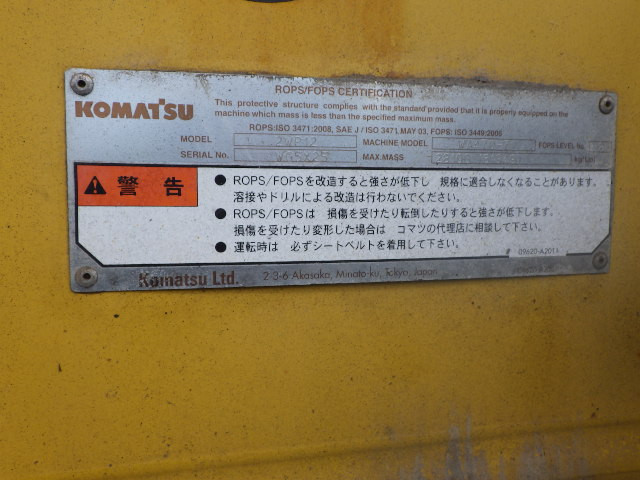 ROPS/FOPS CERTIFICATION
KOMATSU
This protective structure complies with the standard provided that it is properly equipped on the
machine which mass is less than the specified maximum mass.
ROPS:ISO 3471:2008, SAE J / ISO 3471 MAY 03, FOPS: ISO 3449:2005
MODEL MACHINE MODEL FOPS LEVEL No.
SERIAL No. MAX.MASS kg
警告
● ROPS/FOPSを改造すると強さが低下し 規格に適合しなくなることがあります。
溶接やドリルによる改造は行わないでください。
● ROPS/FOPSは 損傷を受けたり転倒したりすると強さが低下します.
損傷を受けたり変形した場合は コマツの代理店に相談して下さい.
● 運転時は 必ずシートベルトを着用して下さい.
09620-A2011
Komatsu Ltd. 2-3-6 Akasaka, Minato-ku, Tokyo, Japan